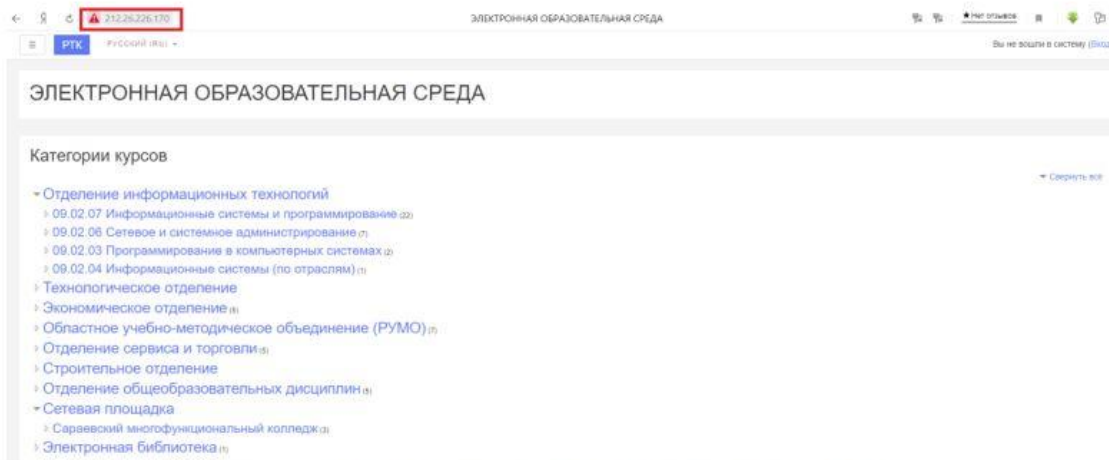 212.26.226.170 ЭЛЕКТРОННАЯ ОБРАЗОВАТЕЛЬНАЯ СРЕДА Нет отзывов
РТК РУССКИЙ (RU) Вы не вошли в систему (Вход
ЭЛЕКТРОННАЯ ОБРАЗОВАТЕЛЬНАЯ СРЕДА
Категории курсов
Свернуть всё
Отделение информационных технологий
09.02.07 Информационные системы и программирование (22)
09.02.06 Сетевое и системное администрирование (7)
09.02.03 Программирование в компьютерных системах (2)
09.02.04 Информационные системы (по отраслям) (1)
Технологическое отделение
Экономическое отделение
Областное учебно-методическое объединение (РУМО) (7)
Отделение сервиса и торговли (5)
Строительное отделение
Отделение общеобразовательных дисциплин
Сетевая площадка
Сараевский многофункциональный колледж (3)
Электронная библиотека (1)